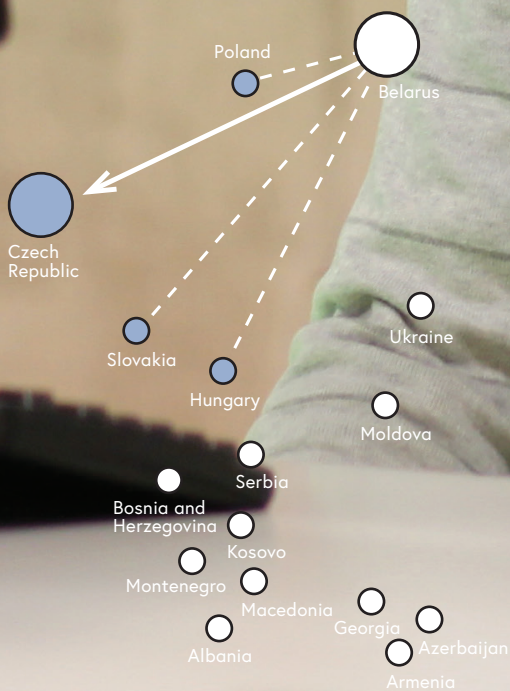 Poland
Belarus
Czech
Republic
Ukraine
Slovakia
Hungary
Moldova
Serbia
Bosnia and
Herzegovina
Kosovo
Montenegro
Macedonia
Georgia
Azerbaijan
Albania
Armenia